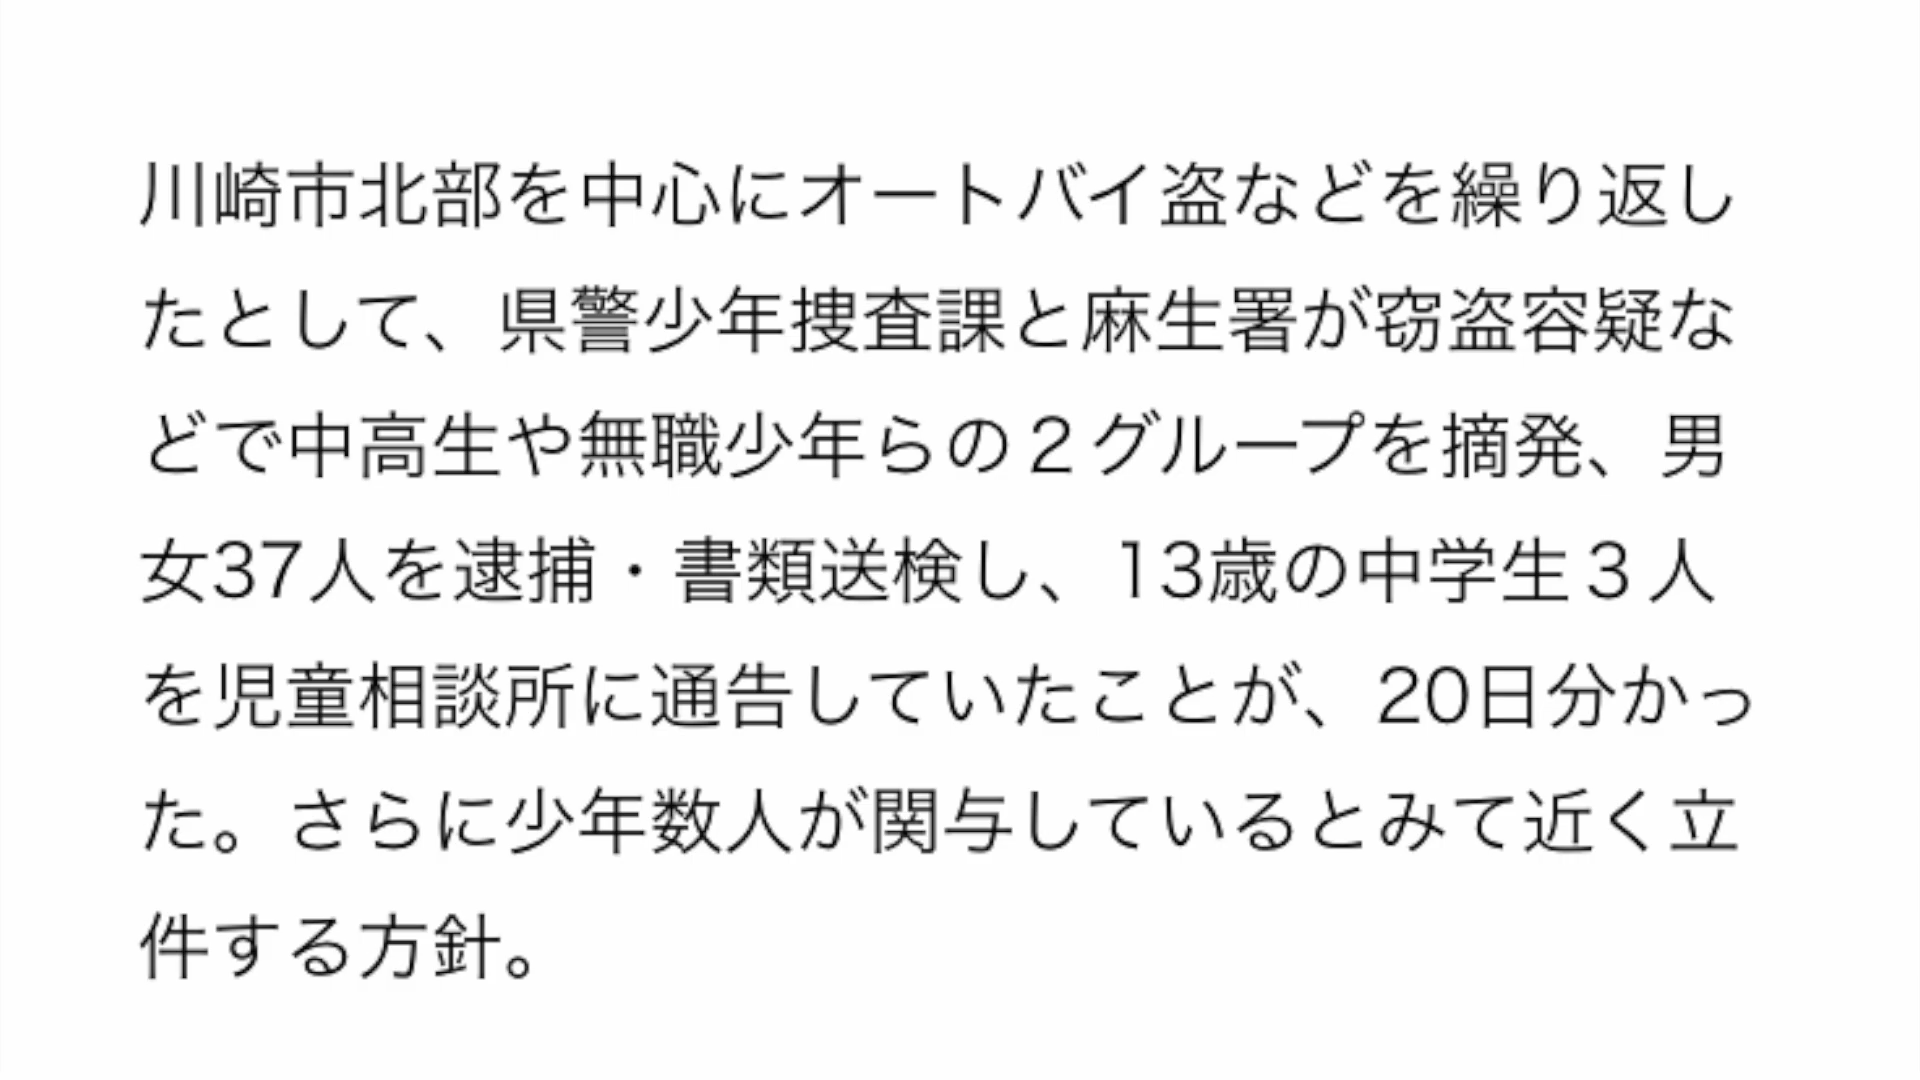 川崎市北部を中心にオートバイ盗などを繰り返し
たとして、県警少年捜査課と麻生署が窃盗容疑な
どで中高生や無職少年らの２グループを摘発、男
女37人を逮捕・書類送検し、13歳の中学生３人
を児童相談所に通告していたことが、20日分かっ
た。さらに少年数人が関与しているとみて近く立
件する方針。